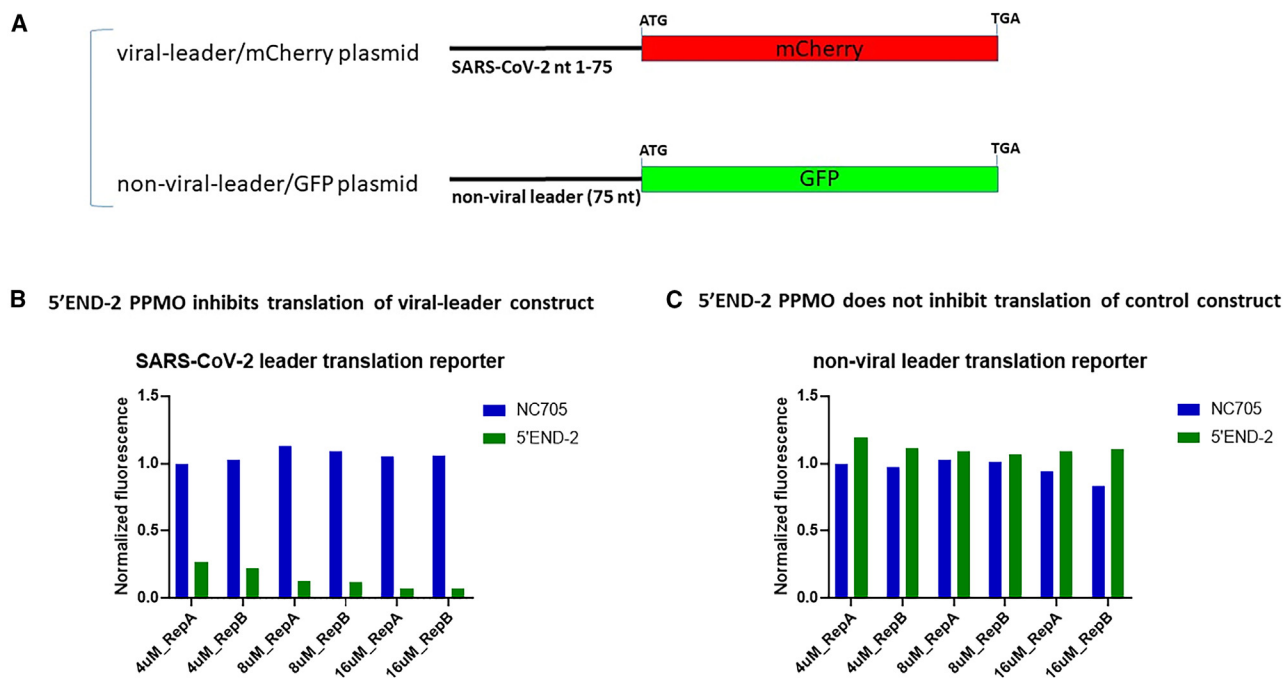 A
viral-leader/mCherry plasmid
ATG
TGA
mCherry
SARS-CoV-2 nt 1-75
non-viral-leader/GFP plasmid
ATG
TGA
GFP
non-viral leader (75 nt)
B 5'END-2 PPMO inhibits translation of viral-leader construct
SARS-CoV-2 leader translation reporter
Normalized fluorescence
1.5
1.0
0.5
0.0
4uM_RepA
4uM_RepB
8uM_RepA
8uM_RepB
16uM_RepA
16uM_RepB
NC705
5'END-2
C 5'END-2 PPMO does not inhibit translation of control construct
non-viral leader translation reporter
Normalized fluorescence
1.5
1.0
0.5
0.0
4uM_RepA
4uM_RepB
8uM_RepA
8uM_RepB
16uM_RepA
16uM_RepB
NC705
5'END-2